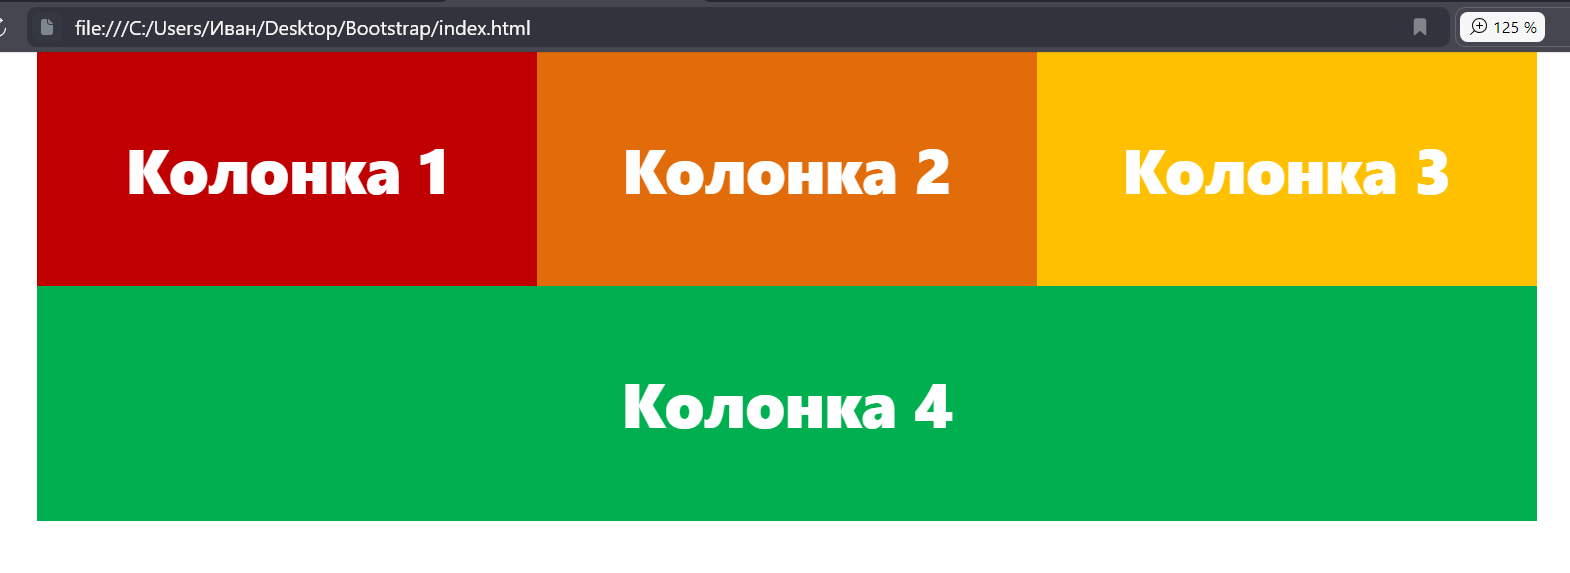 file:///C:/Users/Иван/Desktop/Bootstrap/index.html
125 %
Колонка 1
Колонка 2
Колонка 3
Колонка 4